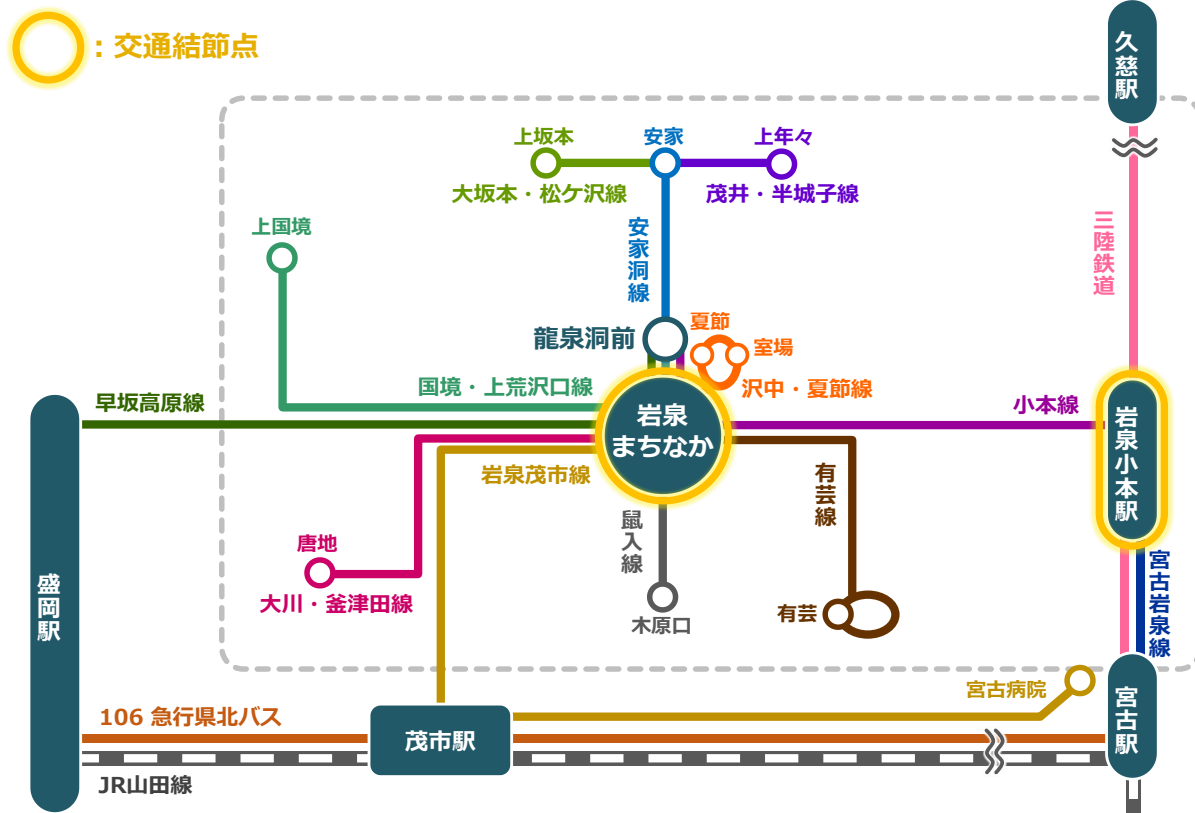 ：交通結節点
久慈駅
上坂本
安家
上年々
大坂本・松ケ沢線
茂井・半城子線
上国境
安家洞線
三陸鉄道
夏節
龍泉洞前
室場
国境・上荒沢口線
沢中・夏節線
早坂高原線
岩泉
まちなか
小本線
岩泉小本駅
岩泉茂市線
有芸線
鼠入線
唐地
大川・釜津田線
宮古岩泉線
盛岡駅
木原口
有芸
宮古病院
106 急行県北バス
茂市駅
宮古駅
JR山田線